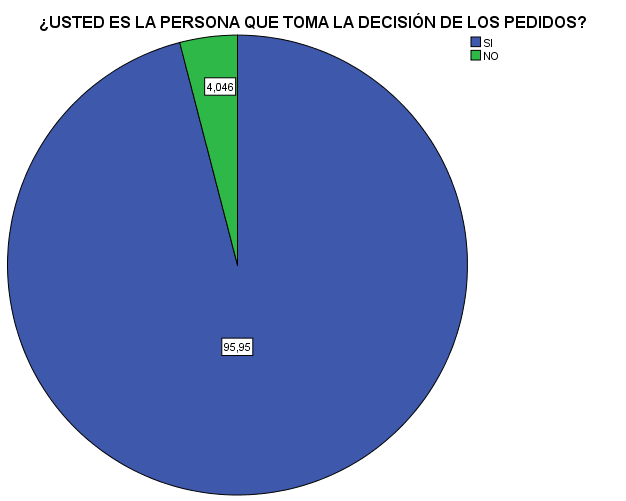 ¿USTED ES LA PERSONA QUE TOMA LA DECISIÓN DE LOS PEDIDOS?
SI
NO
4,046
95,95